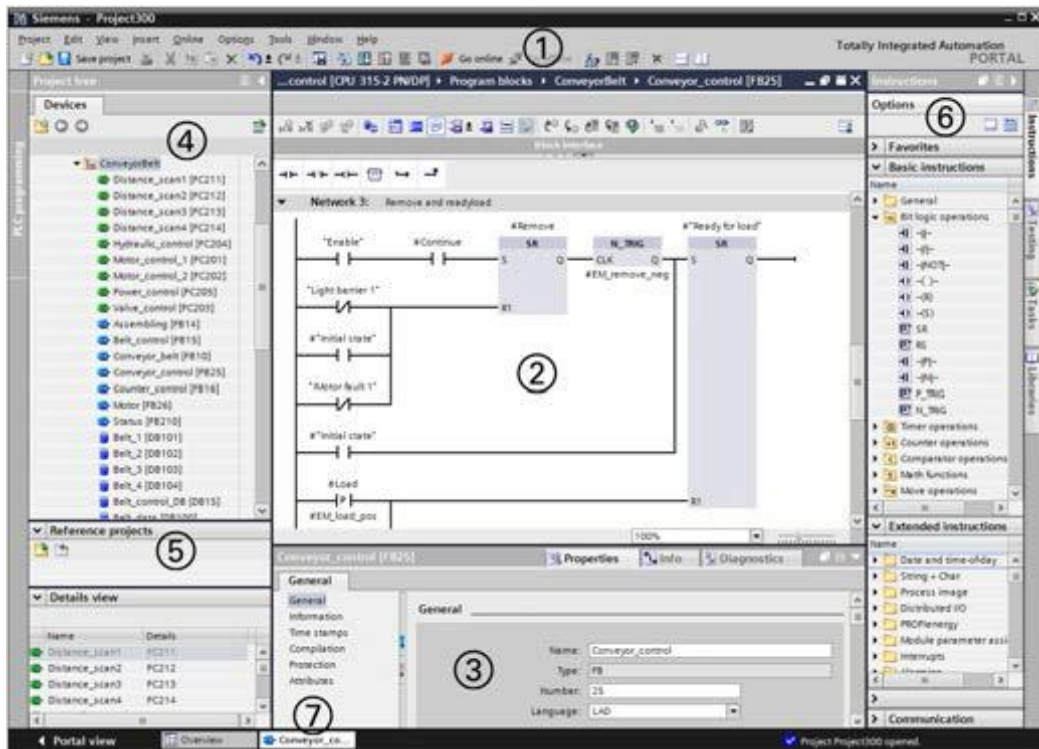 Siemens - Project300
Project Edit View Insert Online Options Tools Window Help
Save project
Go online
Totally Integrated Automation
PORTAL
①
Project tree
Devices
④
ConveyorBelt
Distance_scan1 [FC211]
Distance_scan2 [FC212]
Distance_scan3 [FC213]
Distance_scan4 [FC214]
Hydraulic_control [FC204]
Motor_control_1 [FC201]
Motor_control_2 [FC202]
Power_control [FC205]
Valve_control [FC203]
Assembling [FB14]
Belt_control [FB15]
Conveyor_belt [FB10]
Conveyor_control [FB25]
Counter_control [FB16]
Motor [FB26]
Status [FB210]
Belt_1 [DB101]
Belt_2 [DB102]
Belt_3 [DB103]
Belt_4 [DB104]
Belt_control_DB [DB15]
Reference projects
⑤
Details view
Name Details
Distance_scan1 FC211
Distance_scan2 FC212
Distance_scan3 FC213
Distance_scan4 FC214
PLC programming
...control [CPU 315-2 PN/DP] Program blocks ConveyorBelt Conveyor_control [FB25]
Block interface
Network 3: Remove and readyload
#Remove
#"Ready for load"
"Enable"
#Continue
SR
N_TRIG
SR
S Q
CLK Q
S Q
#EM_remove_neg
"Light barrier 1"
R1
#"Initial state"
②
"Motor fault 1"
#"Initial state"
#Load
P
R1
#EM_load_pos
100%
Conveyor_control [FB25]
Properties
Info
Diagnostics
General
General
Information
Time stamps
Compilation
Protection
Attributes
⑦
General
③
Name: Conveyor_control
Type: FB
Number: 25
Language: LAD
Instructions
Options
⑥
Favorites
Basic instructions
Name
General
Bit logic operations
-| |-
-|/|-
-|NOT|-
-( )-
-(R)
-(S)
SR
RS
-|P|-
-|N|-
P_TRIG
N_TRIG
Timer operations
Counter operations
Comparator operations
Math functions
Move operations
Extended instructions
Name
Date and time-of-day
String + Char
Process image
Distributed I/O
PROFIenergy
Module parameter assi
Interrupts
Communication
Instructions
Testing
Tasks
Libraries
Portal view
Overview
Conveyor_co...
Project Project300 opened.